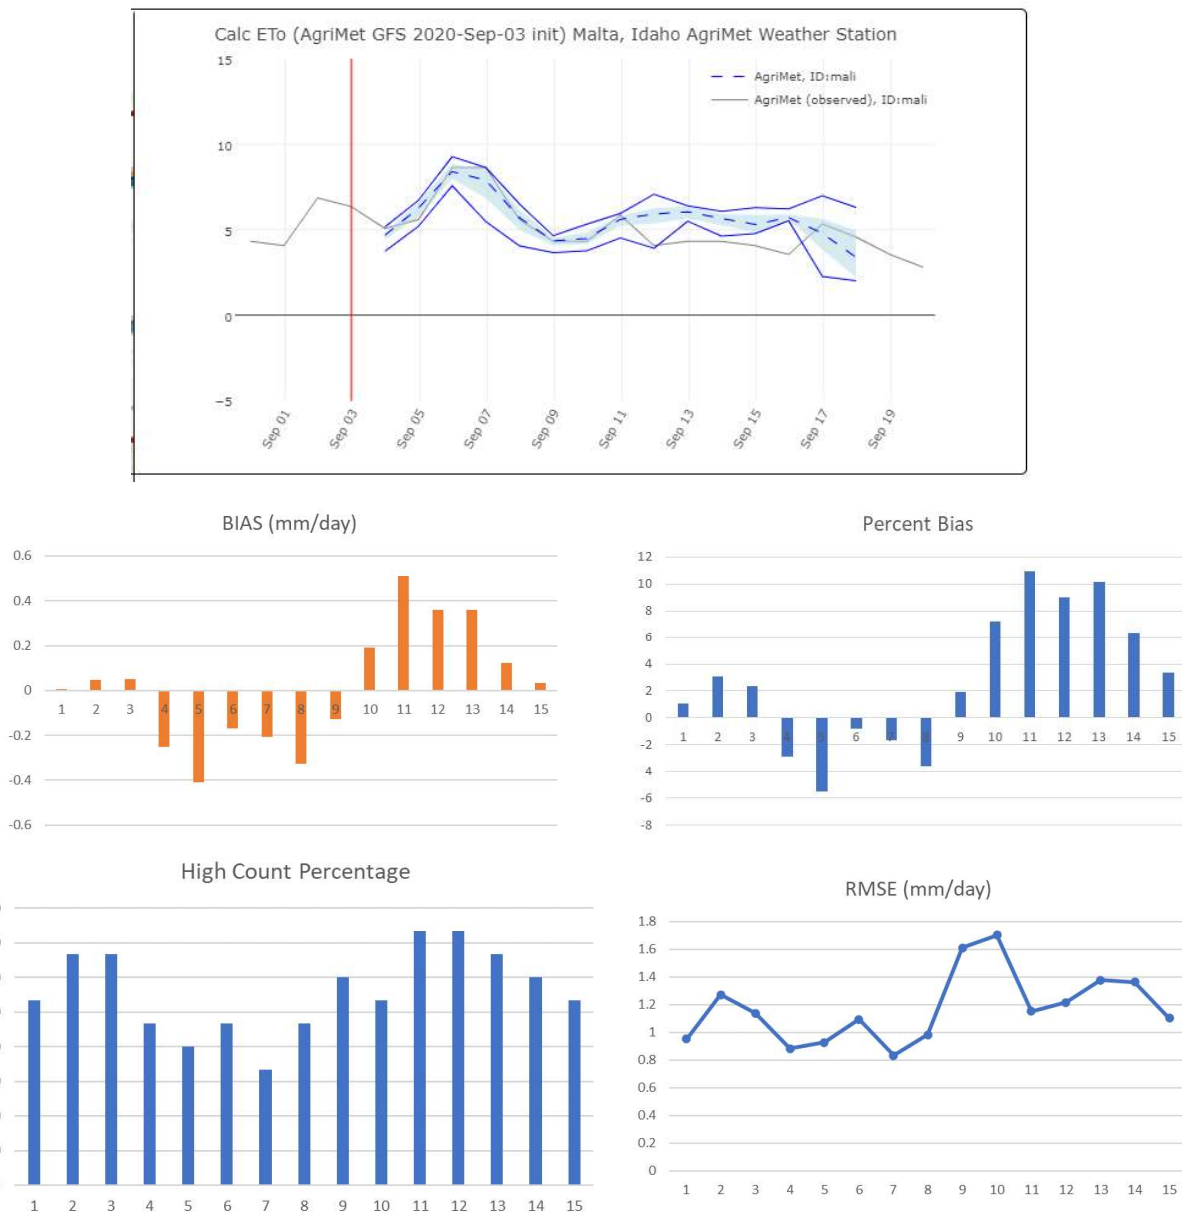 Calc ETo (AgriMet GFS 2020-Sep-03 init) Malta, Idaho AgriMet Weather Station
15
AgriMet, ID:mali
AgriMet (observed), ID:mali
10
5
0
−5
Sep 01 Sep 03 Sep 05 Sep 07 Sep 09 Sep 11 Sep 13 Sep 15 Sep 17 Sep 19
BIAS (mm/day)
0.6
0.4
0.2
0
1 2 3 4 5 6 7 8 9 10 11 12 13 14 15
-0.2
-0.4
-0.6
Percent Bias
12
10
8
6
4
2
0
1 2 3 4 5 6 7 8 9 10 11 12 13 14 15
-2
4
-6
-8
High Count Percentage
1 2 3 4 5 6 7 8 9 10 11 12 13 14 15
RMSE (mm/day)
1.8
1.6
1.4
1.2
1
0.8
0.6
0.4
0.2
0
1 2 3 4 5 6 7 8 9 10 11 12 13 14 15